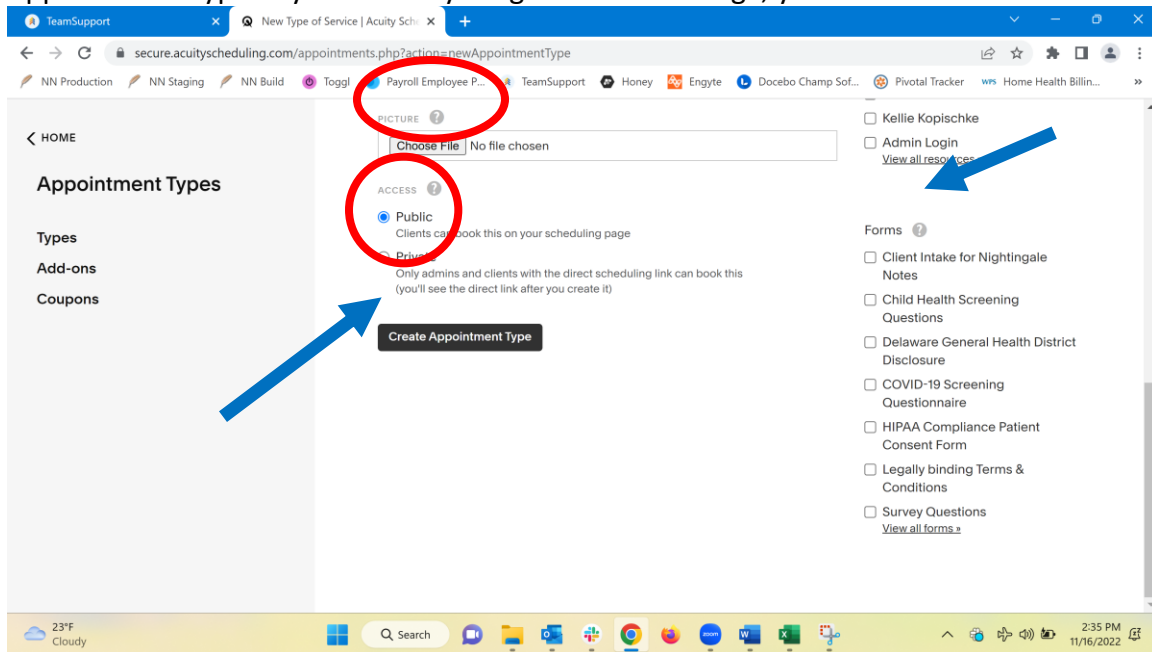 TeamSupport
New Type of Service | Acuity Sche
secure.acuityscheduling.com/appointments.php?action=newAppointmentType
NN Production NN Staging NN Build Toggl Payroll Employee P... TeamSupport Honey Engyte Docebo Champ Sof... Pivotal Tracker WPS Home Health Billin... »
HOME
Appointment Types
Types
Add-ons
Coupons
PICTURE ?
Choose File No file chosen
ACCESS ?
Public
Clients can book this on your scheduling page
Private
Only admins and clients with the direct scheduling link can book this
(you'll see the direct link after you create it)
Create Appointment Type
Kellie Kopischke
Admin Login
View all resources
Forms ?
Client Intake for Nightingale
Notes
Child Health Screening
Questions
Delaware General Health District
Disclosure
COVID-19 Screening
Questionnaire
HIPAA Compliance Patient
Consent Form
Legally binding Terms &
Conditions
Survey Questions
View all forms »
23°F
Cloudy
Search
zoom
2:35 PM
11/16/2022